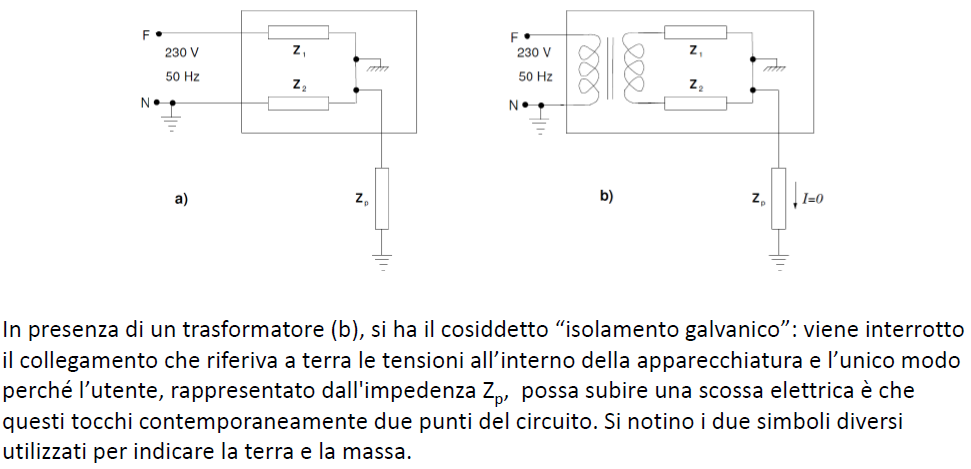 F
230 V
50 Hz
N
Z1
Z2
a)
Zp
F
230 V
50 Hz
N
Z1
Z2
b)
Zp
I=0
In presenza di un trasformatore (b), si ha il cosiddetto “isolamento galvanico”: viene interrotto
il collegamento che riferiva a terra le tensioni all’interno della apparecchiatura e l’unico modo
perché l’utente, rappresentato dall'impedenza Zp, possa subire una scossa elettrica è che
questi tocchi contemporaneamente due punti del circuito. Si notino i due simboli diversi
utilizzati per indicare la terra e la massa.